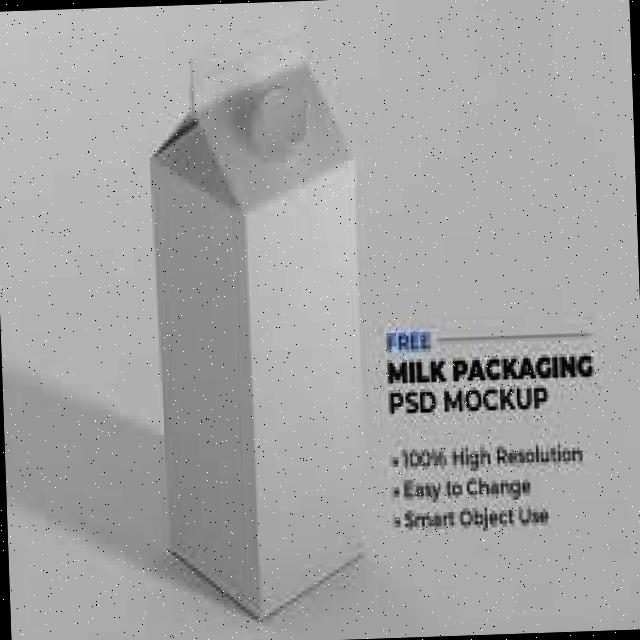 FREE
MILK PACKAGING
PSD MOCKUP
• 100% High Resolution
• Easy to Change
• Smart Object Use